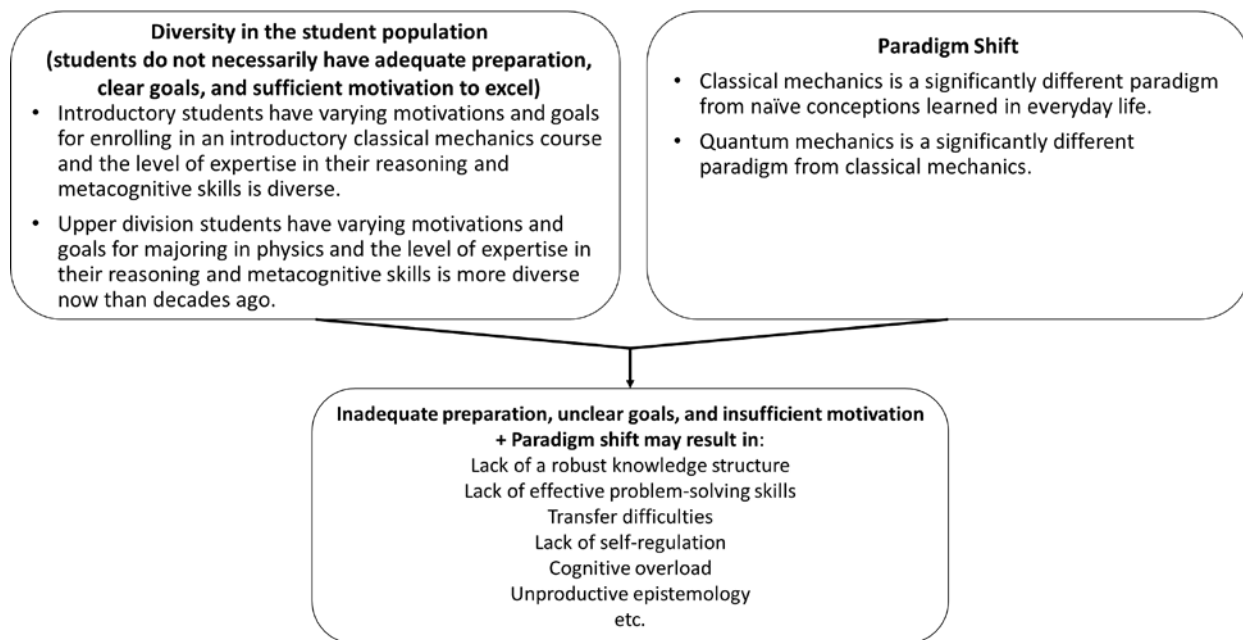 Diversity in the student population
(students do not necessarily have adequate preparation,
clear goals, and sufficient motivation to excel)
• Introductory students have varying motivations and goals
for enrolling in an introductory classical mechanics course
and the level of expertise in their reasoning and
metacognitive skills is diverse.
• Upper division students have varying motivations and
goals for majoring in physics and the level of expertise in
their reasoning and metacognitive skills is more diverse
now than decades ago.
Paradigm Shift
• Classical mechanics is a significantly different paradigm
from naïve conceptions learned in everyday life.
• Quantum mechanics is a significantly different
paradigm from classical mechanics.
Inadequate preparation, unclear goals, and insufficient motivation
+ Paradigm shift may result in:
Lack of a robust knowledge structure
Lack of effective problem-solving skills
Transfer difficulties
Lack of self-regulation
Cognitive overload
Unproductive epistemology
etc.